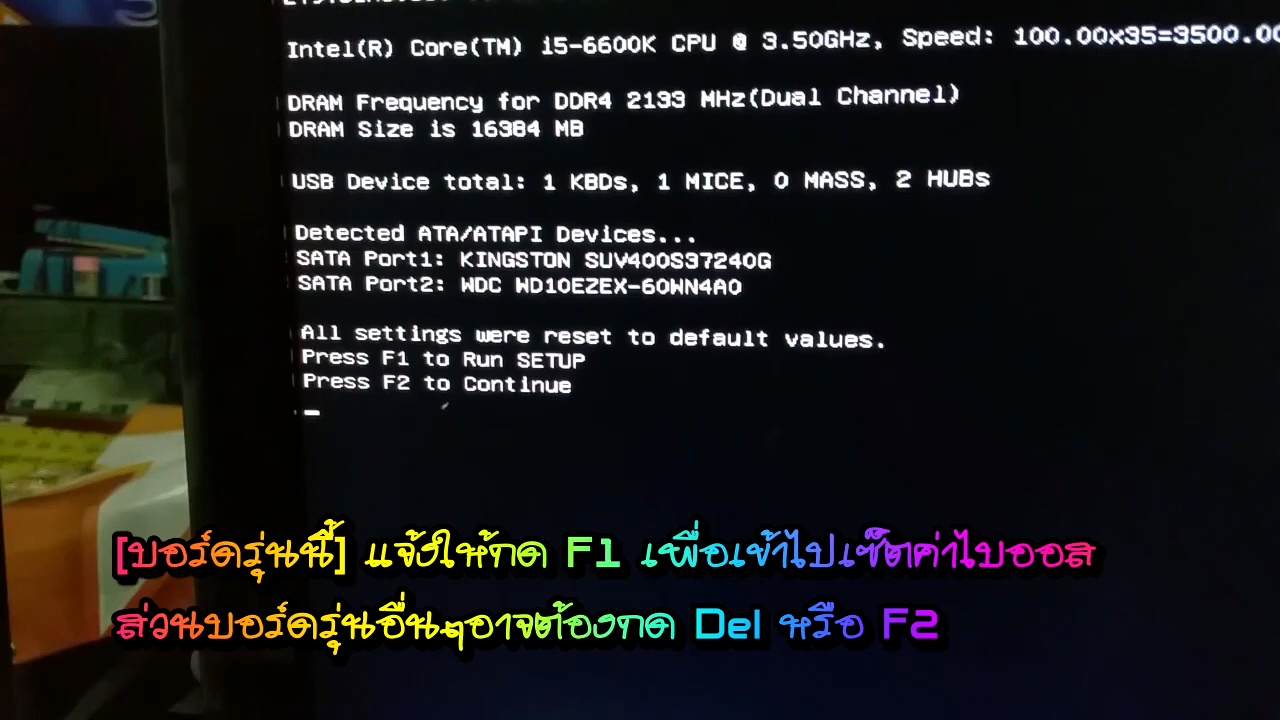 Intel(R) Core(TM) i5-6600K CPU @ 3.50GHz, Speed: 100.00x35=3500.00
DRAM Frequency for DDR4 2133 MHz(Dual Channel)
DRAM Size is 16384 MB
USB Device total: 1 KBDs, 1 MICE, 0 MASS, 2 HUBs
Detected ATA/ATAPI Devices...
SATA Port1: KINGSTON SUV400S37240G
SATA Port2: WDC WD10EZEX-60WN4A0
All settings were reset to default values.
Press F1 to Run SETUP
Press F2 to Continue
[บอร์ดรุ่นนี้] แจ้งให้กด F1 เพื่อเข้าไปเซ็ตค่าไบออส
ส่วนบอร์ดรุ่นอื่นๆอาจต้องกด Del หรือ F2